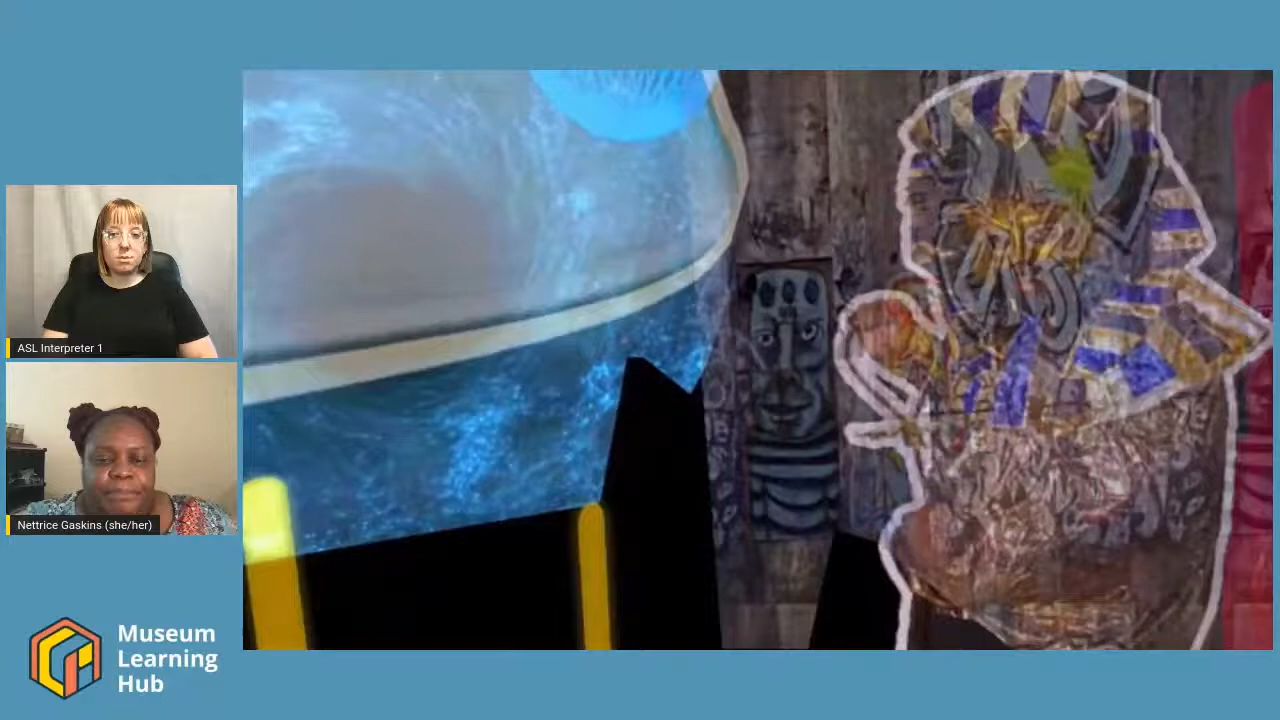 ASL Interpreter 1
Nettrice Gaskins (she/her)
Museum
Learning
Hub